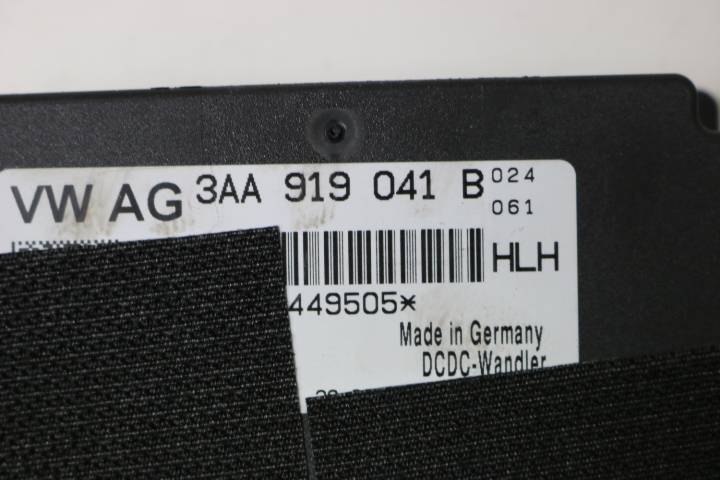 VW AG 3AA 919 041 B 024
061
HLH
449505*
Made in Germany
DCDC-Wandler